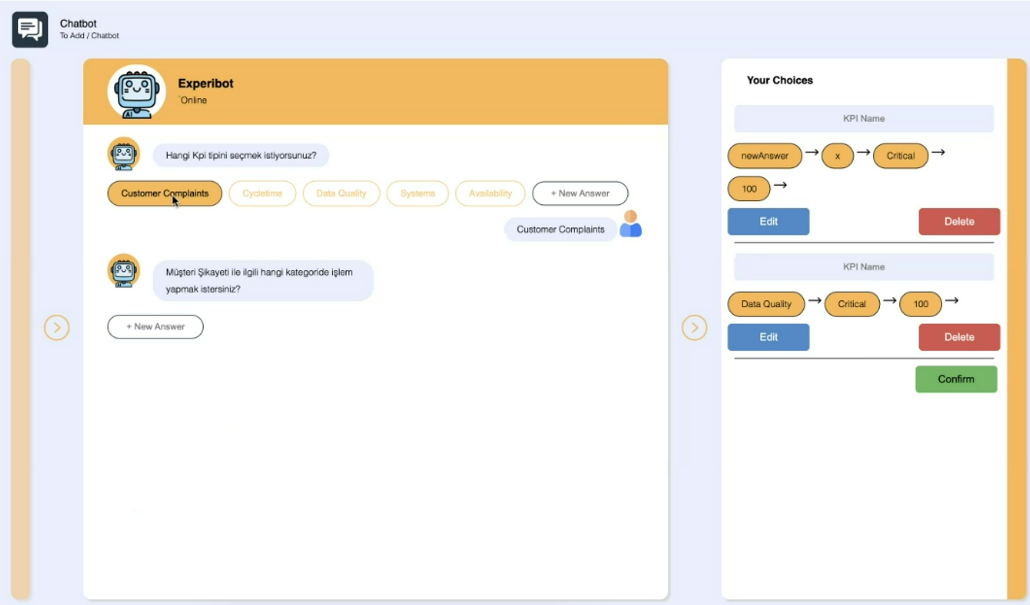 Chatbot
To Add / Chatbot
Experibot
Online
Hangi Kpi tipini seçmek istiyorsunuz?
Customer Complaints
Cycletime
Data Quality
Systems
Availability
+ New Answer
Customer Complaints
Müşteri Şikayeti ile ilgili hangi kategoride işlem
yapmak istersiniz?
+ New Answer
Your Choices
KPI Name
newAnswer → x → Critical →
100 →
Edit
Delete
KPI Name
Data Quality → Critical → 100 →
Edit
Delete
Confirm